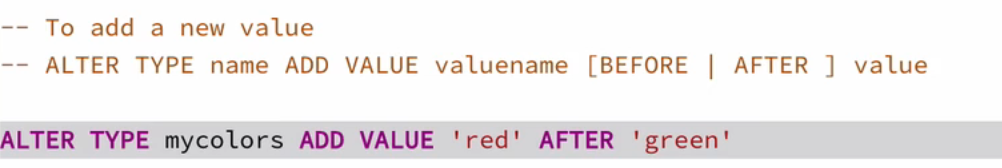 -- To add a new value
-- ALTER TYPE name ADD VALUE valuename [BEFORE | AFTER ] value
ALTER TYPE mycolors ADD VALUE 'red' AFTER 'green'